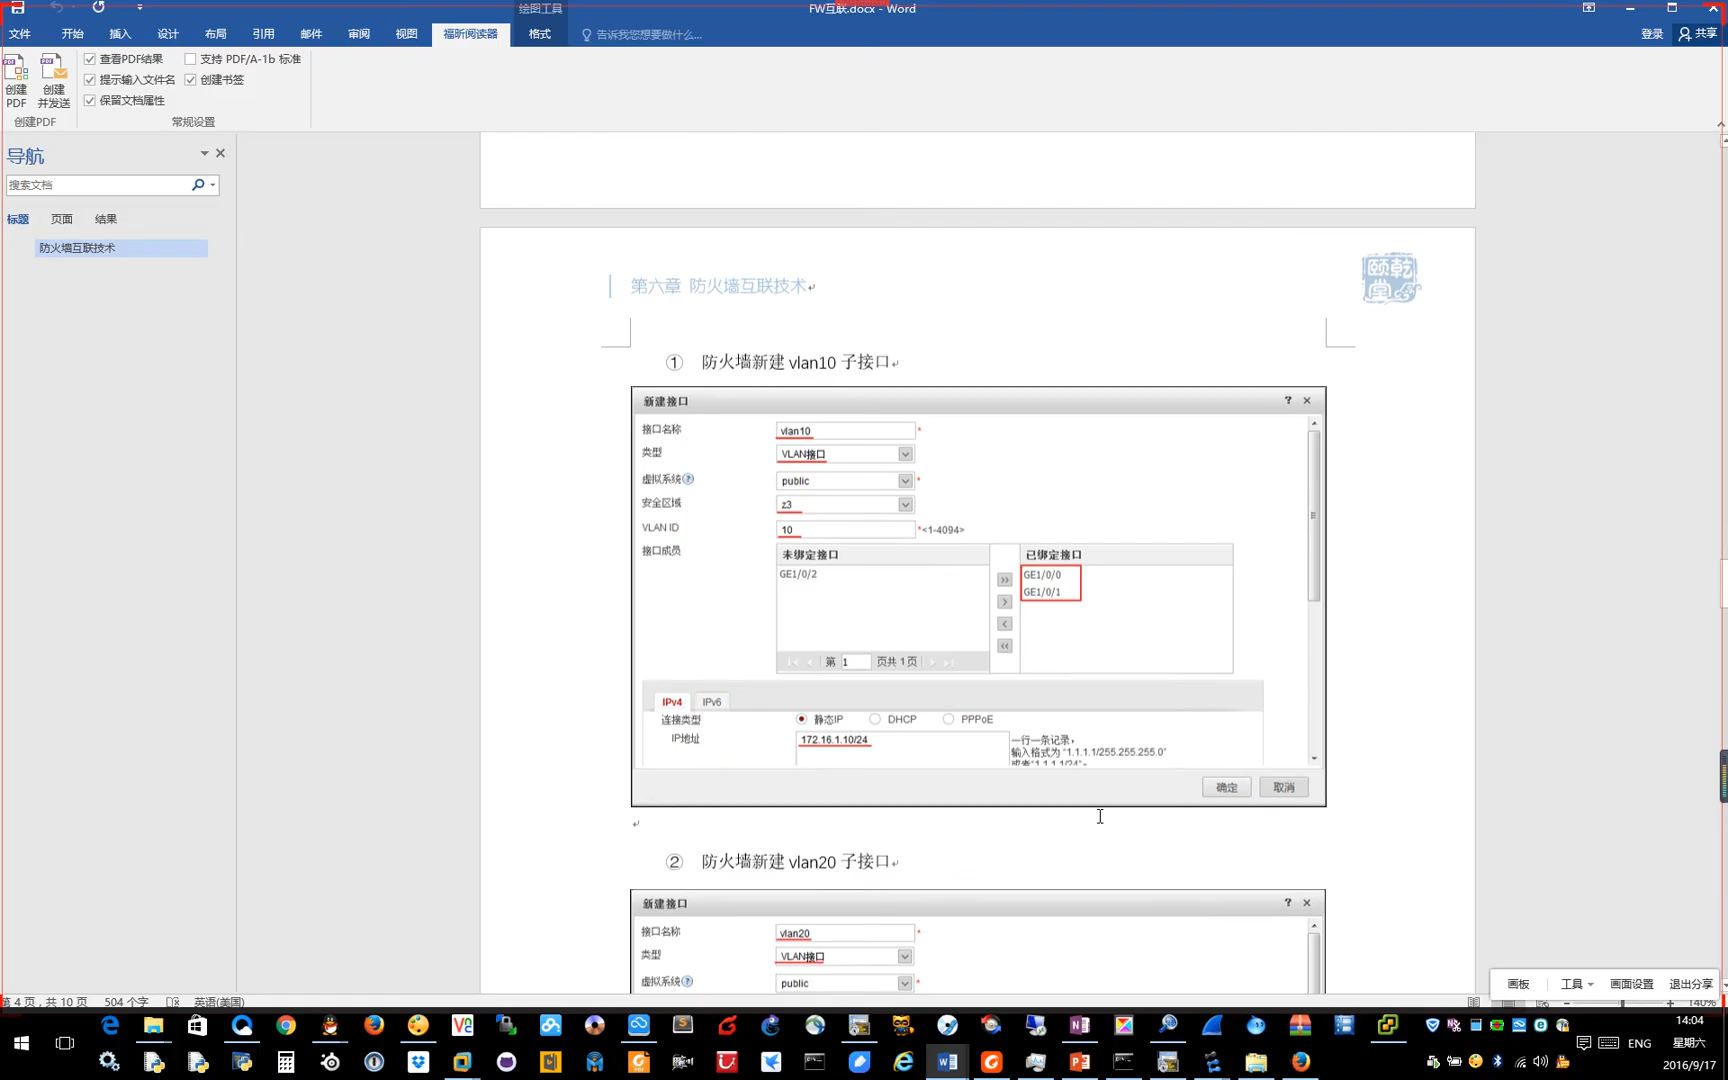 绘图工具
FW互联.docx - Word
文件 开始 插入 设计 布局 引用 邮件 审阅 视图 福昕阅读器 格式 告诉我您想要做什么...
登录 共享
查看PDF结果 支持 PDF/A-1b 标准
提示输入文件名 创建书签
保留文档属性
创建 PDF
创建 并发送
创建PDF
常规设置
导航
搜索文档
标题 页面 结果
防火墙互联技术
第六章 防火墙互联技术
颐乾堂
① 防火墙新建 vlan10 子接口
新建接口
接口名称 vlan10 *
类型 VLAN接口
虚拟系统 public *
安全区域 z3
VLAN ID 10 *<1-4094>
接口成员 未绑定接口 已绑定接口
GE1/0/2
GE1/0/0
GE1/0/1
第 1 页共 1 页
IPv4 IPv6
连接类型 静态IP DHCP PPPoE
IP地址 172.16.1.10/24
一行一条记录，
输入格式为 "1.1.1.1/255.255.255.0"
或者"1.1.1.1/24"。
确定 取消
② 防火墙新建 vlan20 子接口
新建接口
接口名称 vlan20 *
类型 VLAN接口
虚拟系统 public *
画板 工具 画面设置 退出分享
第 4 页，共 10 页 504 个字 英语(美国)
140%
14:04
ENG 星期六
2016/9/17